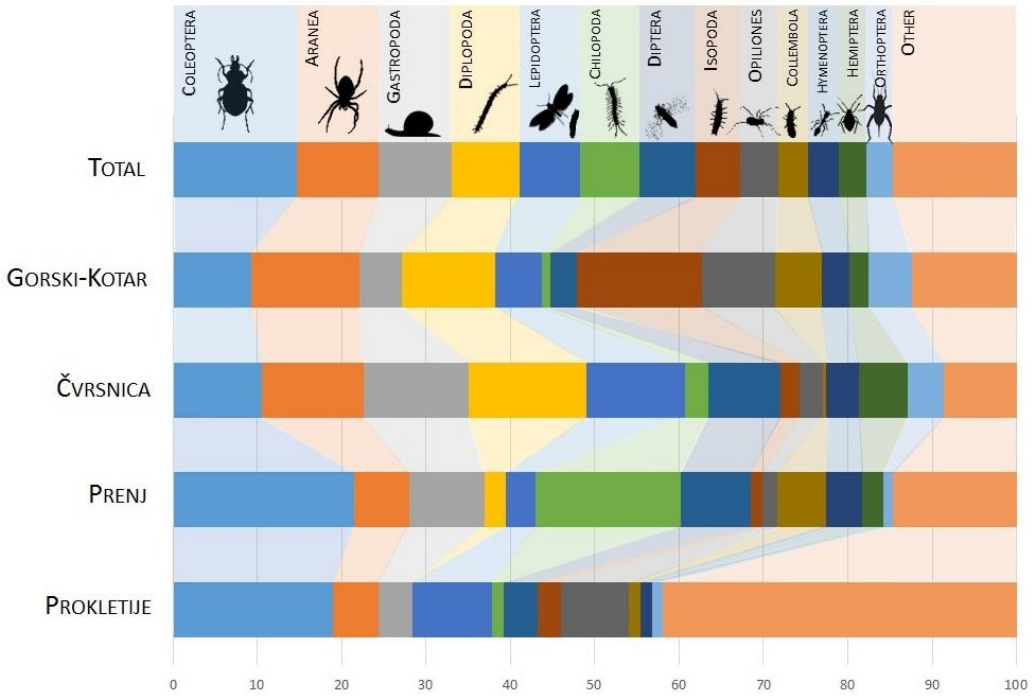 COLEOPTERA
ARANEA
GASTROPODA
DIPLOPODA
LEPIDOPTERA
CHILOPODA
DIPTERA
ISOPODA
OPILIONES
COLLEMBOLA
HYMENOPTERA
HEMIPTERA
ORTHOPTERA
OTHER
TOTAL
GORSKI-KOTAR
ČVRSNICA
PRENJ
PROKLETIJE
0 10 20 30 40 50 60 70 80 90 100